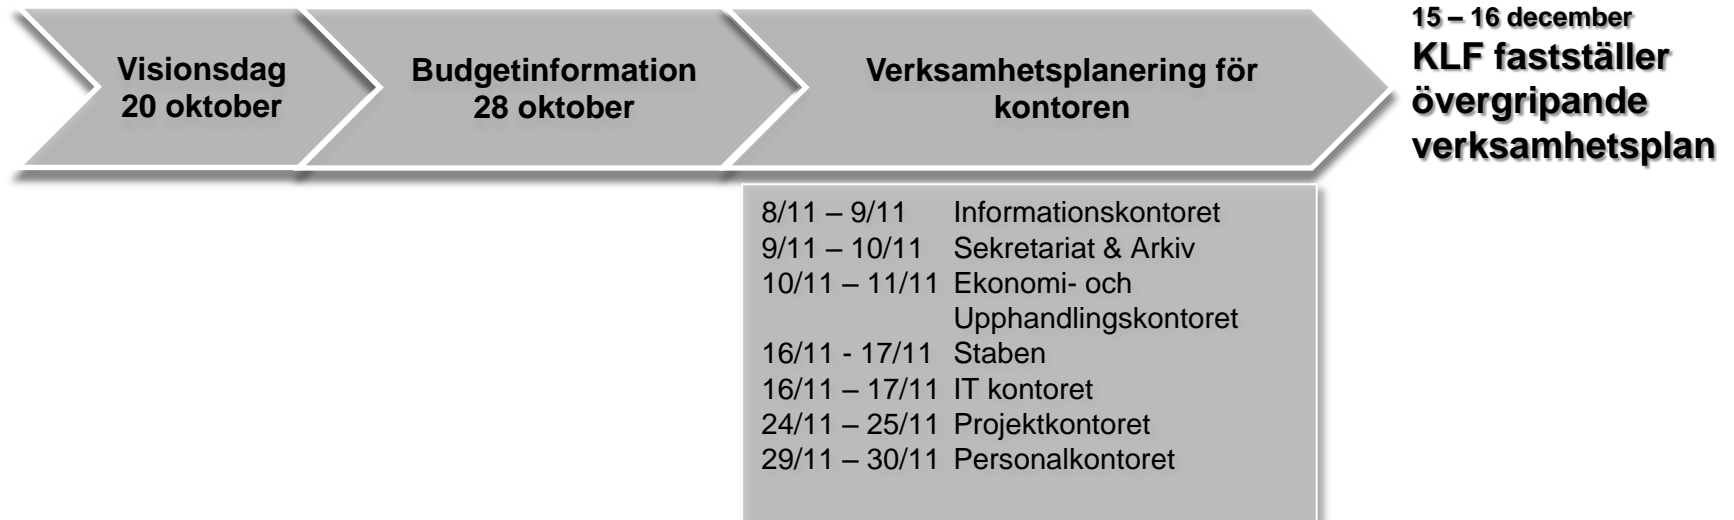 Visionsdag
20 oktober
Budgetinformation
28 oktober
Verksamhetsplanering för
kontoren
15 – 16 december
KLF fastställer
övergripande
verksamhetsplan
8/11 – 9/11 Informationskontoret
9/11 – 10/11 Sekretariat & Arkiv
10/11 – 11/11 Ekonomi- och
Upphandlingskontoret
16/11 - 17/11 Staben
16/11 – 17/11 IT kontoret
24/11 – 25/11 Projektkontoret
29/11 – 30/11 Personalkontoret